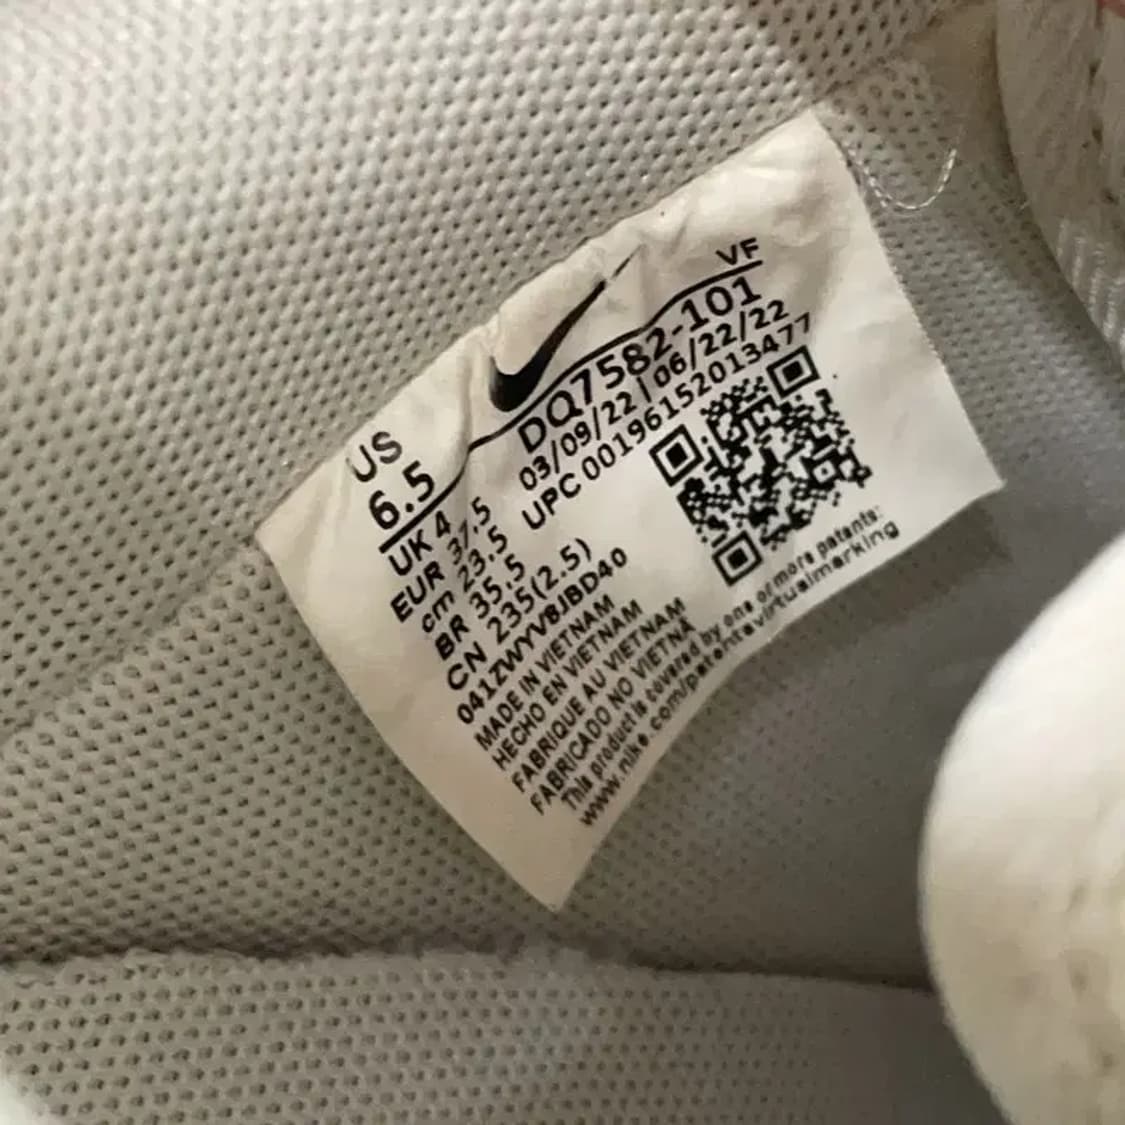 VF
DQ7582-101
03/09/22 | 06/22/22
UPC 00196152013477
US
6.5
UK 4
EUR 37.5
cm 23.5
BR 35.5
CN 235(2.5)
041ZWYV8JBD40
MADE IN VIETNAM
HECHO EN VIETNAM
FABRIQUE AU VIETNAM
FABRICADO NO VIETNÃ
This product is covered by one or more patents:
www.nike.com/patentsvirtualmarking